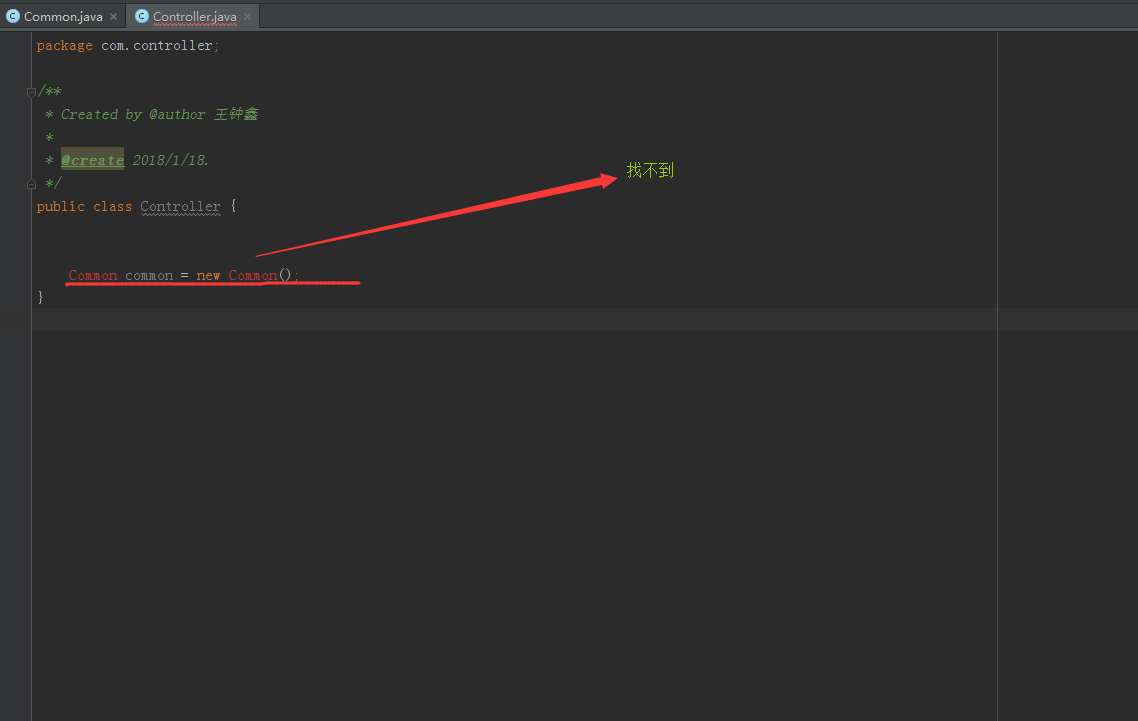 Common.java
Controller.java
package com.controller;
/**
* Created by @author 王钟鑫
*
* @create 2018/1/18.
*/
找不到
public class Controller {
Common common = new Common();
}